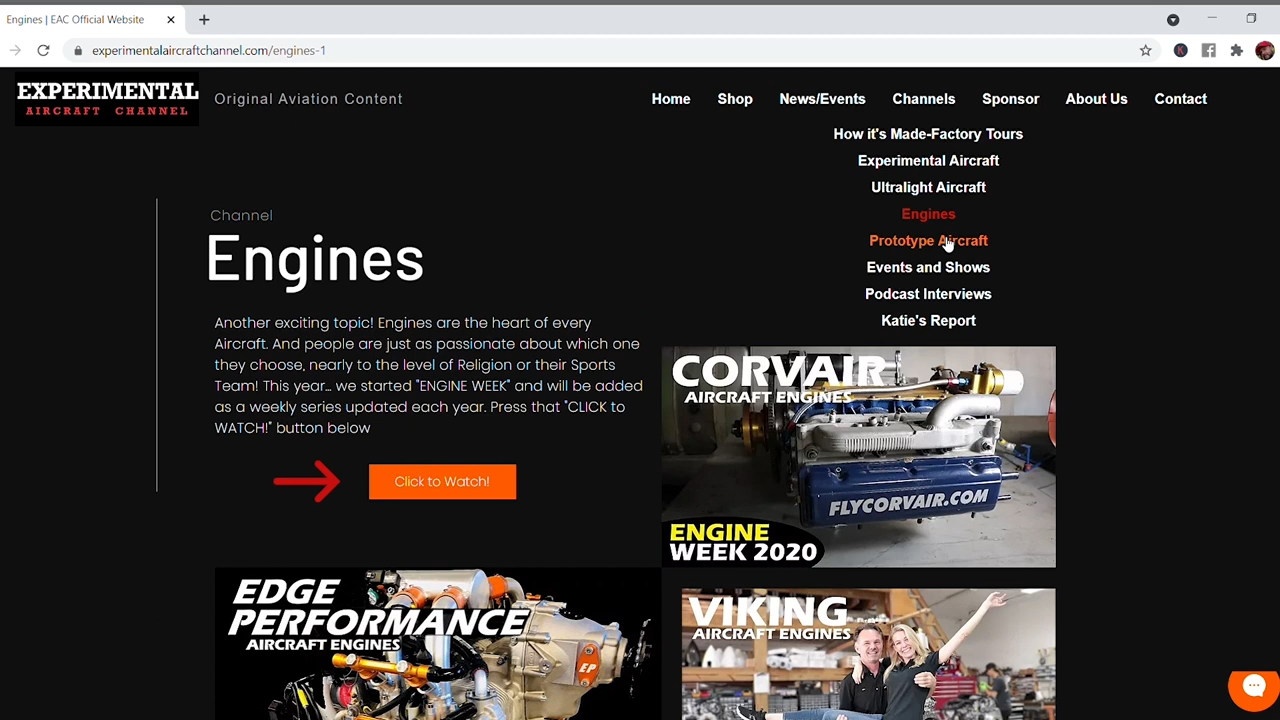 Engines | EAC Official Website
experimentalaircraftchannel.com/engines-1
EXPERIMENTAL
AIRCRAFT CHANNEL
Original Aviation Content
Home Shop News/Events Channels Sponsor About Us Contact
How it's Made-Factory Tours
Experimental Aircraft
Ultralight Aircraft
Engines
Prototype Aircraft
Events and Shows
Podcast Interviews
Katie's Report
Channel
Engines
Another exciting topic! Engines are the heart of every
Aircraft. And people are just as passionate about which one
they choose, nearly to the level of Religion or their Sports
Team! This year... we started "ENGINE WEEK" and will be added
as a weekly series updated each year. Press that "CLICK to
WATCH!" button below
Click to Watch!
CORVAIR
AIRCRAFT ENGINES
FLYCORVAIR.COM
ENGINE
WEEK 2020
EDGE
PERFORMANCE
AIRCRAFT ENGINES
EP
VIKING
AIRCRAFT ENGINES